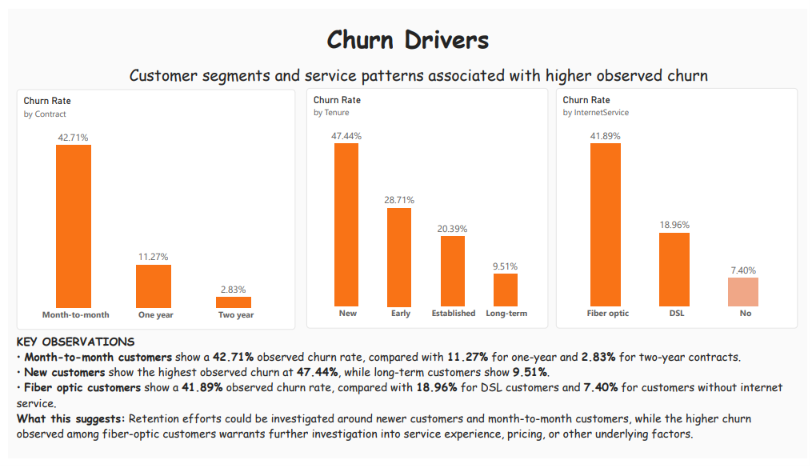 Churn Drivers
Customer segments and service patterns associated with higher observed churn
Churn Rate
by Contract
42.71%
11.27%
2.83%
Month-to-month One year Two year
Churn Rate
by Tenure
47.44%
28.71%
20.39%
9.51%
New Early Established Long-term
Churn Rate
by InternetService
41.89%
18.96%
7.40%
Fiber optic DSL No
KEY OBSERVATIONS
• Month-to-month customers show a 42.71% observed churn rate, compared with 11.27% for one-year and 2.83% for two-year contracts.
• New customers show the highest observed churn at 47.44%, while long-term customers show 9.51%.
• Fiber optic customers show a 41.89% observed churn rate, compared with 18.96% for DSL customers and 7.40% for customers without internet
service.
What this suggests: Retention efforts could be investigated around newer customers and month-to-month customers, while the higher churn
observed among fiber-optic customers warrants further investigation into service experience, pricing, or other underlying factors.